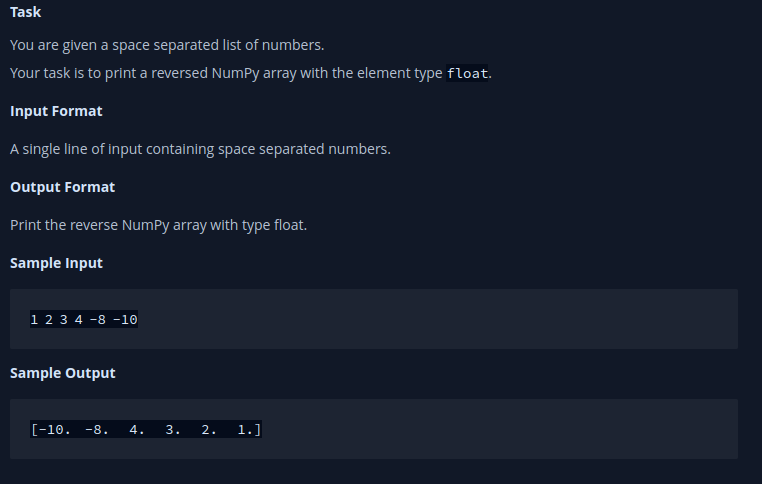 Task
You are given a space separated list of numbers.
Your task is to print a reversed NumPy array with the element type float.
Input Format
A single line of input containing space separated numbers.
Output Format
Print the reverse NumPy array with type float.
Sample Input
1 2 3 4 -8 -10
Sample Output
[-10.  -8.   4.   3.   2.   1.]